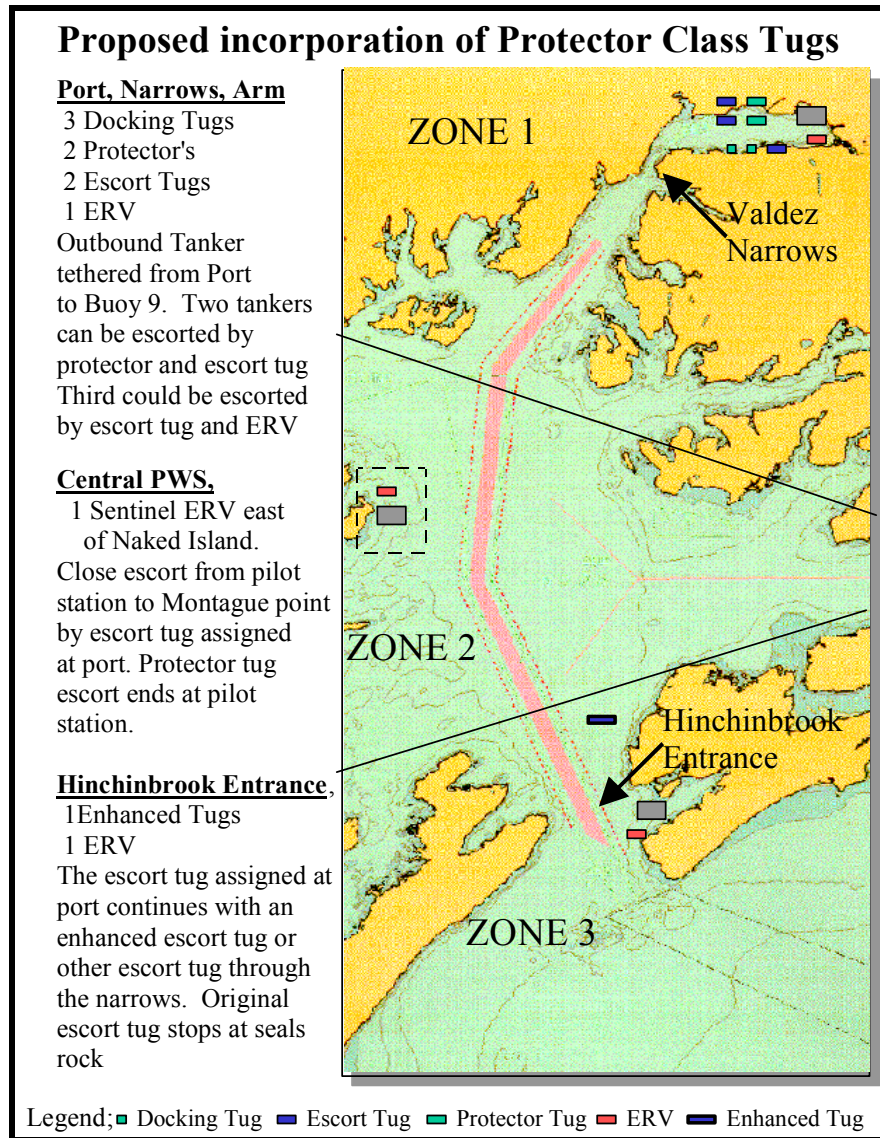 Proposed incorporation of Protector Class Tugs
Port, Narrows, Arm
3 Docking Tugs
2 Protector's
2 Escort Tugs
1 ERV
Outbound Tanker
tethered from Port
to Buoy 9.  Two tankers
can be escorted by
protector and escort tug
Third could be escorted
by escort tug and ERV
Central PWS,
1 Sentinel ERV east
of Naked Island.
Close escort from pilot
station to Montague point
by escort tug assigned
at port. Protector tug
escort ends at pilot
station.
Hinchinbrook Entrance,
1Enhanced Tugs
1 ERV
The escort tug assigned at
port continues with an
enhanced escort tug or
other escort tug through
the narrows.  Original
escort tug stops at seals
rock
ZONE 1
Valdez
Narrows
ZONE 2
Hinchinbrook
Entrance
ZONE 3
Legend; Docking Tug Escort Tug Protector Tug ERV Enhanced Tug